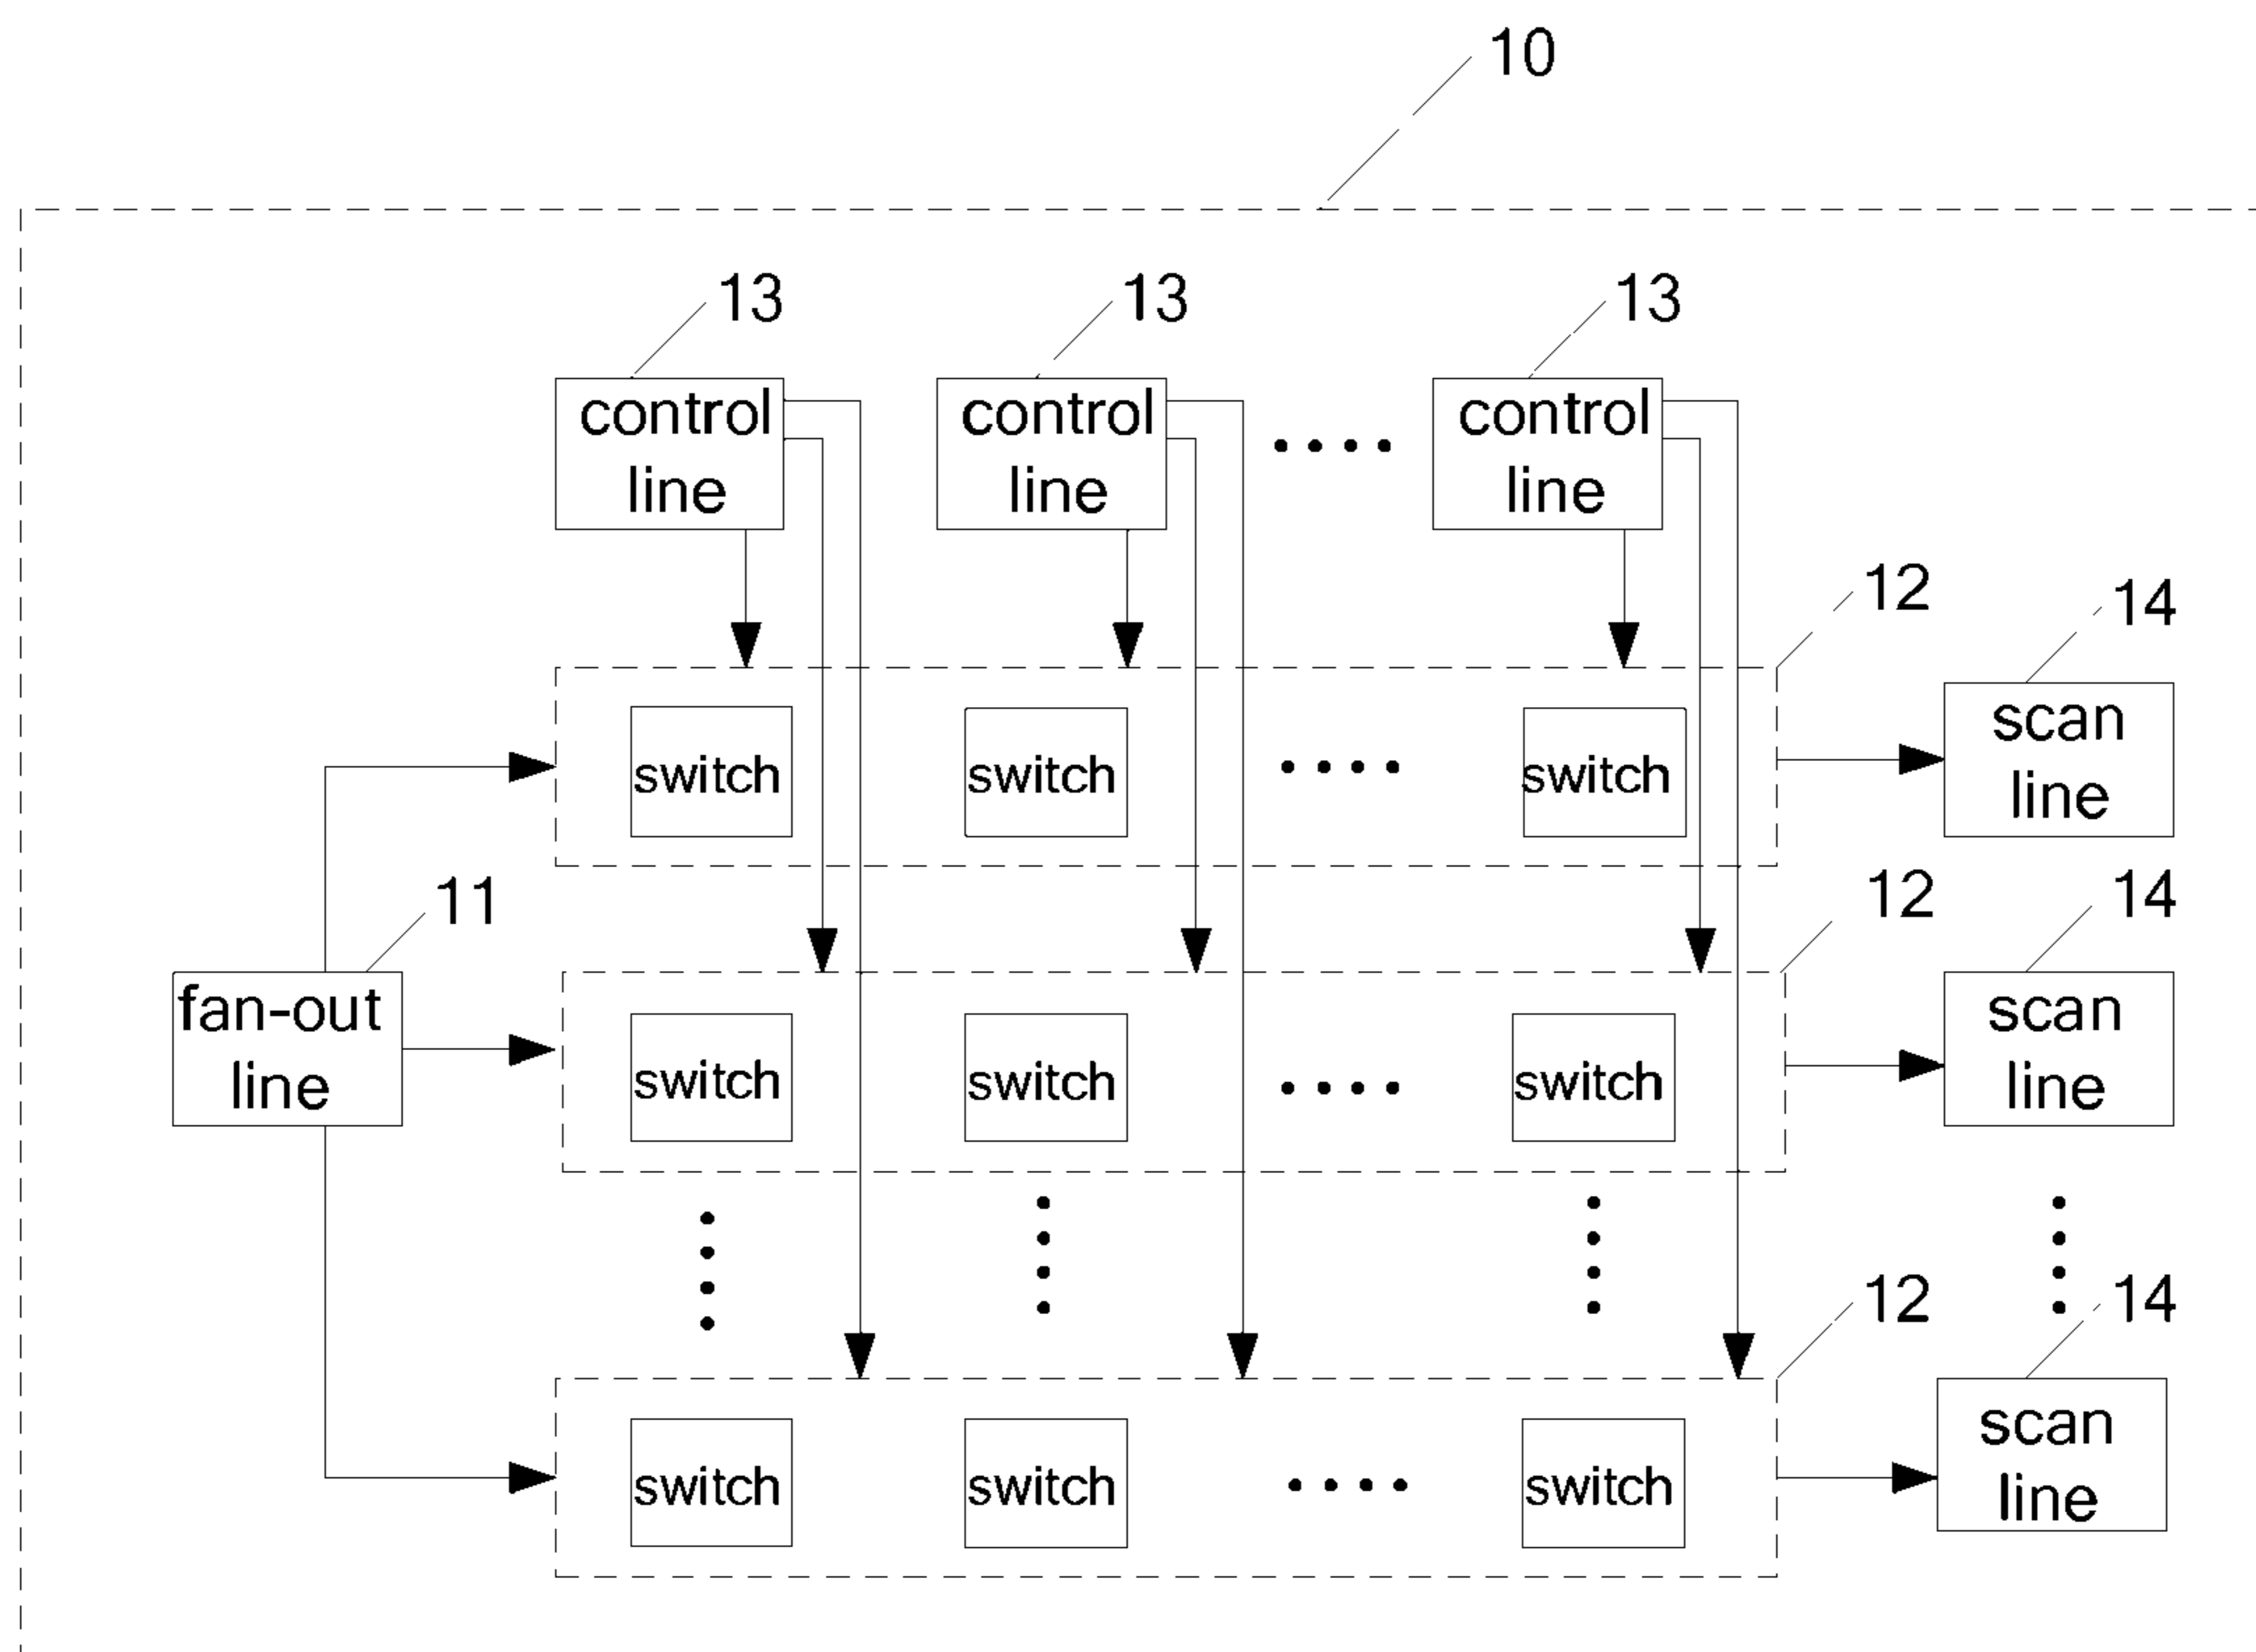 10
13 13 13
control control control
line line line
12 14
scan
line
switch switch switch
11 12 14
fan-out scan
line line
switch switch switch
12 14
scan
line
switch switch switch